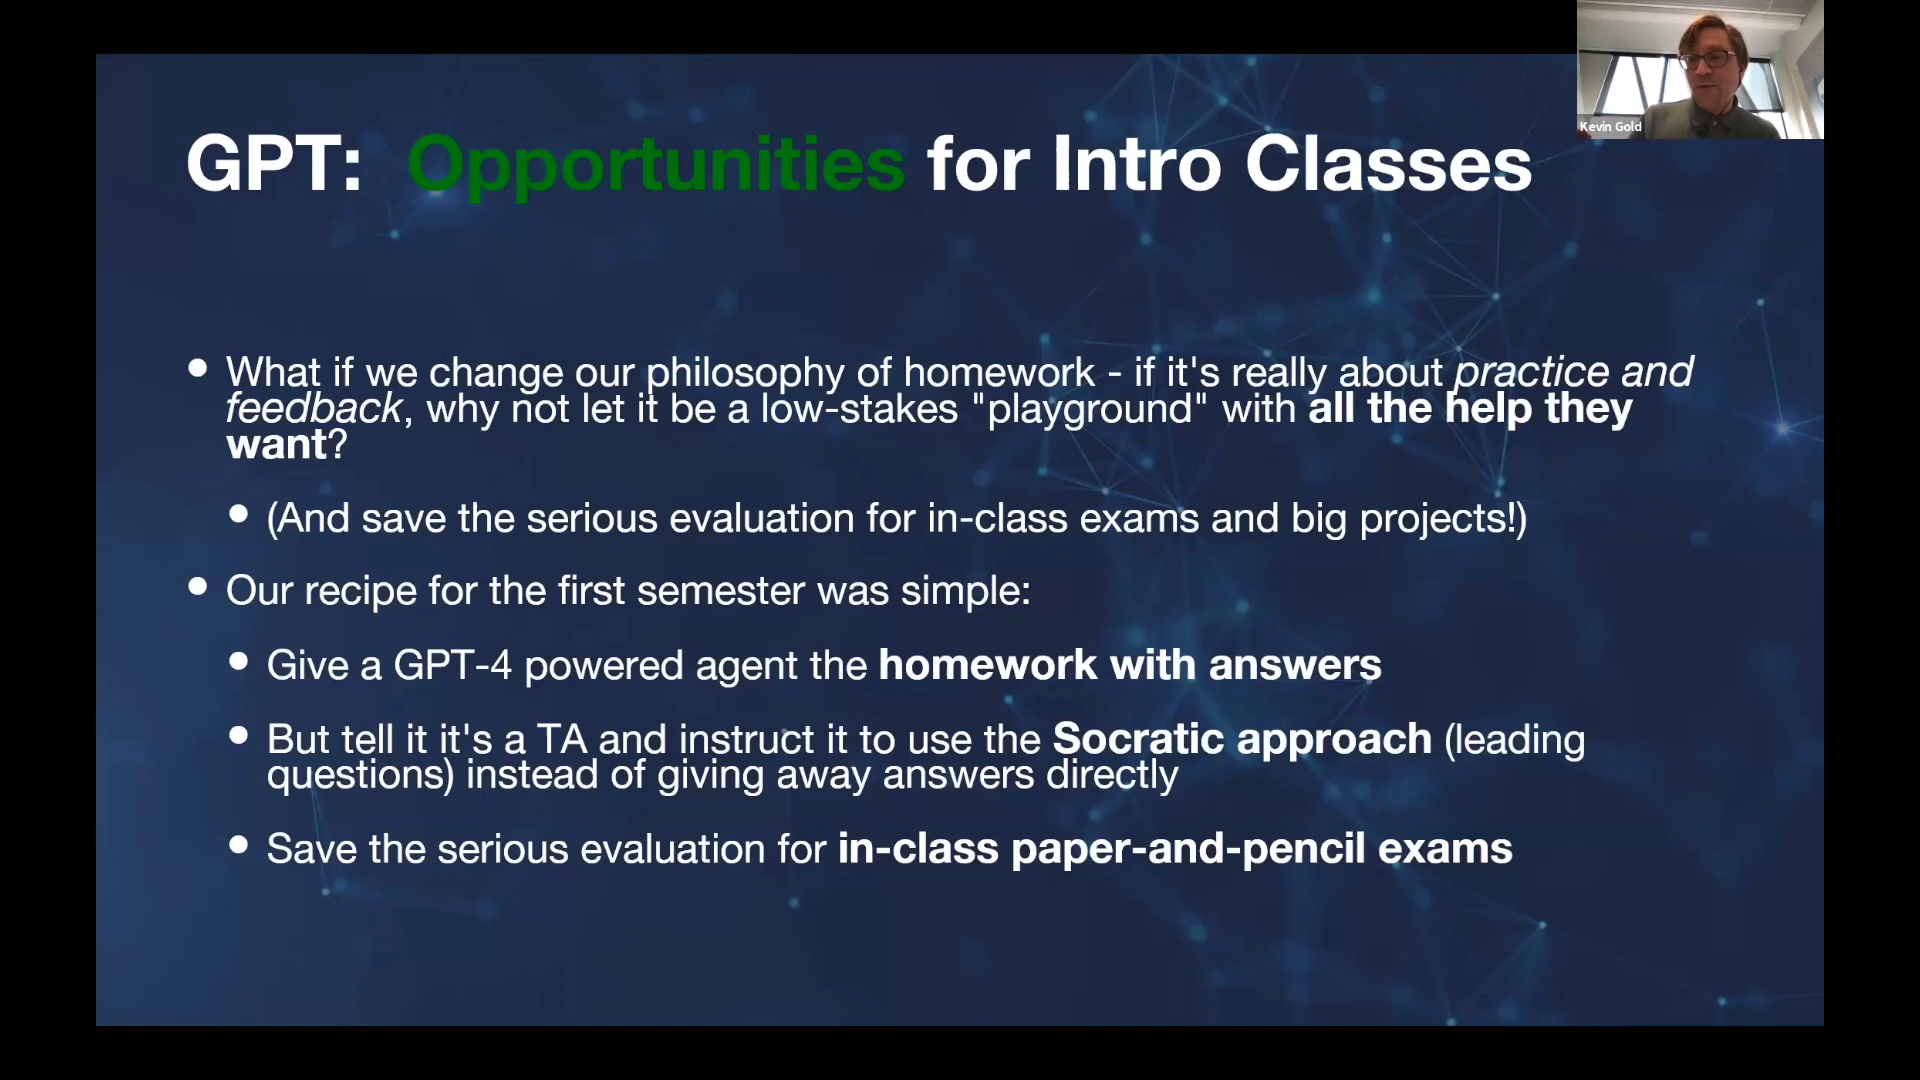 Kevin Gold
GPT: Opportunities for Intro Classes
• What if we change our philosophy of homework - if it's really about practice and
feedback, why not let it be a low-stakes "playground" with all the help they
want?
• (And save the serious evaluation for in-class exams and big projects!)
• Our recipe for the first semester was simple:
• Give a GPT-4 powered agent the homework with answers
• But tell it it's a TA and instruct it to use the Socratic approach (leading
questions) instead of giving away answers directly
• Save the serious evaluation for in-class paper-and-pencil exams